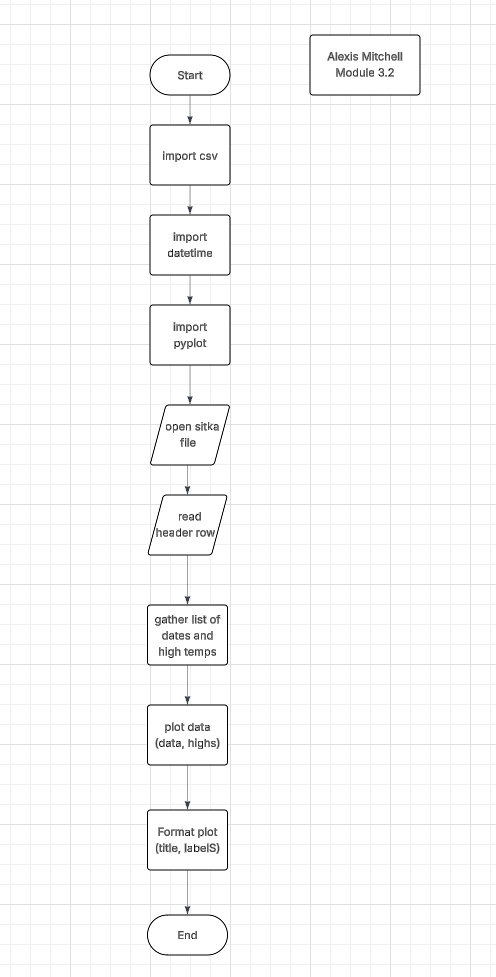 Alexis Mitchell
Module 3.2
Start
import csv
import
datetime
import
pyplot
open sitka
file
read
header row
gather list of
dates and
high temps
plot data
(data, highs)
Format plot
(title, labelS)
End